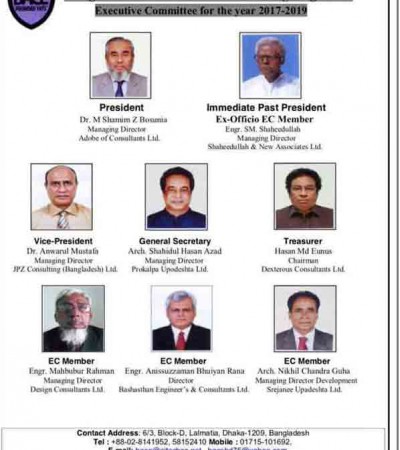 BACE
FOUNDED 1975
Executive Committee for the year 2017-2019
President
Dr. M Shamim Z Bosunia
Managing Director
Adobe of Consultants Ltd.
Immediate Past President
Ex-Officio EC Member
Engr. SM. Shaheedullah
Managing Director
Shaheedullah & New Associates Ltd.
Vice-President
Dr. Anwarul Mustafa
Managing Director
JPZ Consulting (Bangladesh) Ltd.
General Secretary
Arch. Shahidul Hasan Azad
Managing Director
Prokalpa Upodeshta Ltd.
Treasurer
Hasan Md Eunus
Chairman
Dexterous Consultants Ltd.
EC Member
Engr. Mahbubur Rahman
Managing Director
Design Consultants Ltd.
EC Member
Engr. Anissuzzaman Bhuiyan Rana
Director
Bashasthan Engineer's & Consultants Ltd.
EC Member
Arch. Nikhil Chandra Guha
Managing Director Development
Srejanee Upadeshta Ltd.
Contact Address: 6/3, Block-D, Lalmatia, Dhaka-1209, Bangladesh
Tel : +88-02-8141952, 58152410 Mobile : 01715-101692,